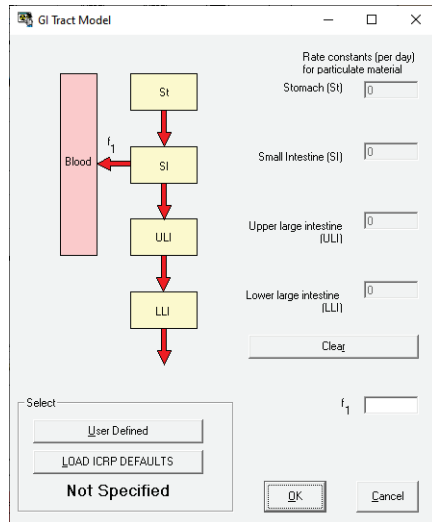 GI Tract Model
Rate constants (per day)
for particulate material
St
Stomach (St)
0
f1
Blood
SI
Small Intestine (SI)
0
ULI
Upper large intestine
(ULI)
0
LLI
Lower large intestine
(LLI)
0
Clear
f1
Select
User Defined
LOAD ICRP DEFAULTS
Not Specified
OK
Cancel